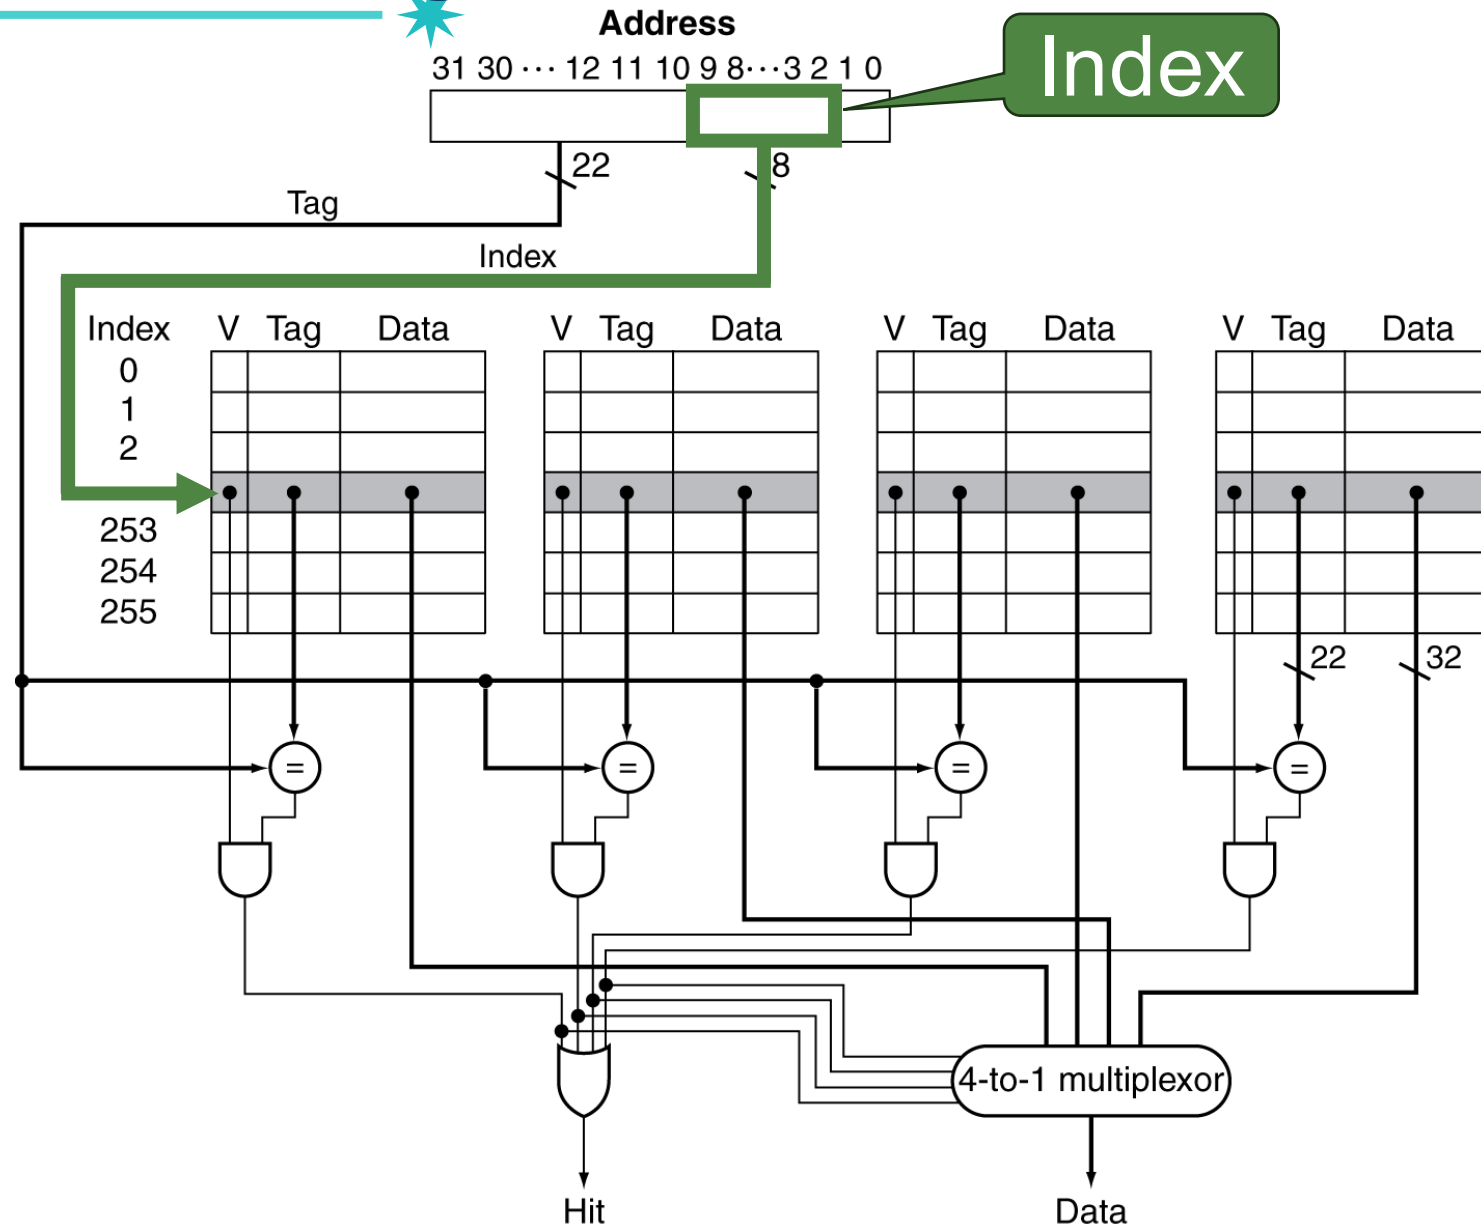 Address
Index
31 30 ··· 12 11 10 9 8···3 2 1 0
22
8
Tag
Index
Index V Tag Data V Tag Data V Tag Data V Tag Data
0
1
2
253
254
255
22
32
= = = =
4-to-1 multiplexor
Hit
Data